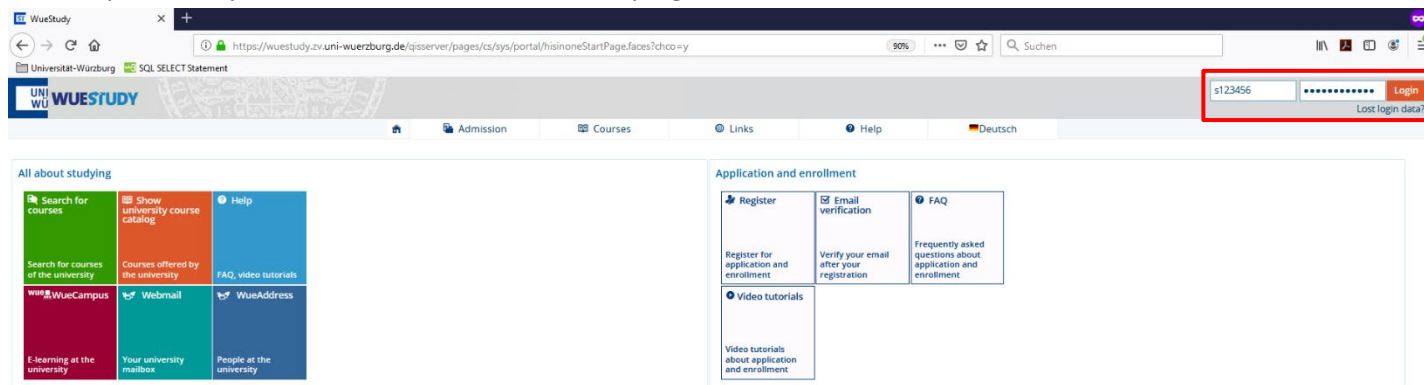 WueStudy
https://wuestudy.zv.uni-wuerzburg.de/qisserver/pages/cs/sys/portal/hisinoneStartPage.faces?chco=y
90%
Suchen
Universität-Würzburg SQL SELECT Statement
UNI WÜ WUESTUDY
s123456
Login
Lost login data?
Admission Courses Links Help Deutsch
All about studying
Search for courses
Search for courses of the university
Show university course catalog
Courses offered by the university
Help
FAQ, video tutorials
WUE WueCampus
E-learning at the university
Webmail
Your university mailbox
WueAddress
People at the university
Application and enrollment
Register
Register for application and enrollment
Email verification
Verify your email after your registration
FAQ
Frequently asked questions about application and enrollment
Video tutorials
Video tutorials about application and enrollment